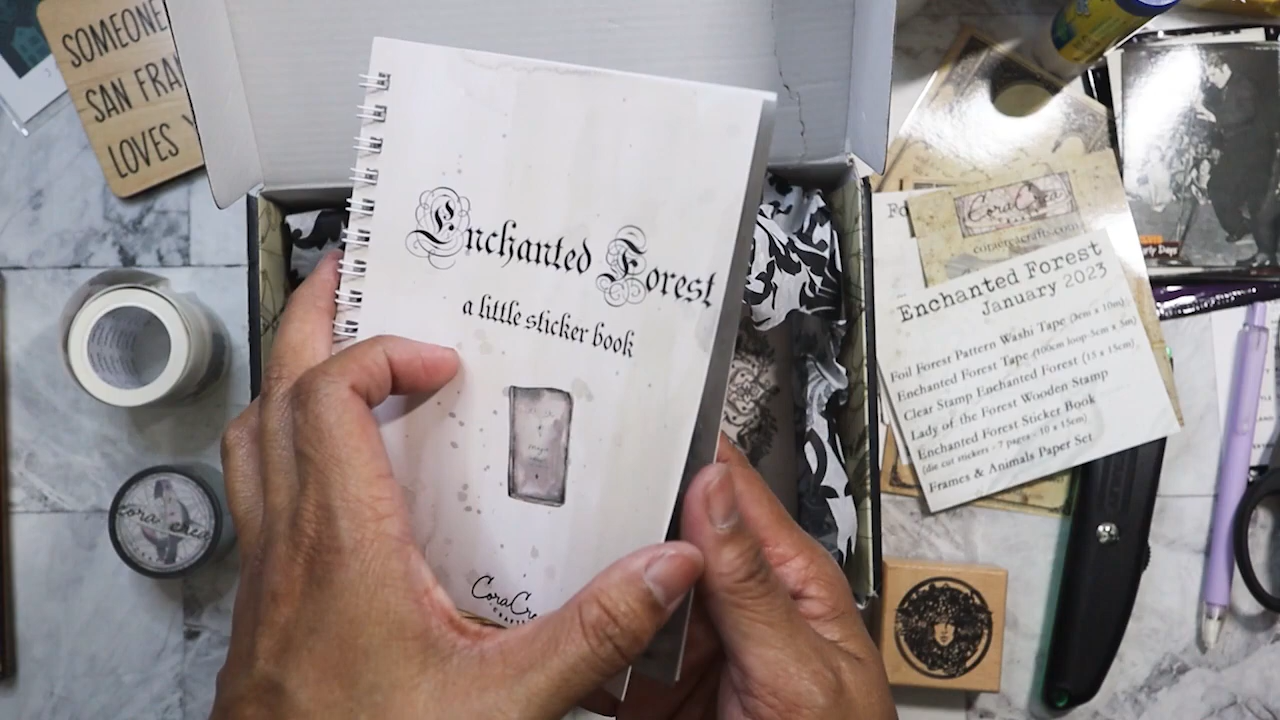 SOMEONE
SAN FRA
LOVES
Enchanted Forest
a little sticker book
CoraCre
CRAFTS
cora crea
CoraCrea
coracreacrafts.com
Enchanted Forest
January 2023
Foil Forest Pattern Washi Tape (3cm x 10m)
Enchanted Forest Tape (100cm loop-5cm x 5m)
Clear Stamp Enchanted Forest (15 x 15cm)
Lady of the Forest Wooden Stamp
Enchanted Forest Sticker Book
(die cut stickers - 7 pages - 10 x 15cm)
Frames & Animals Paper Set